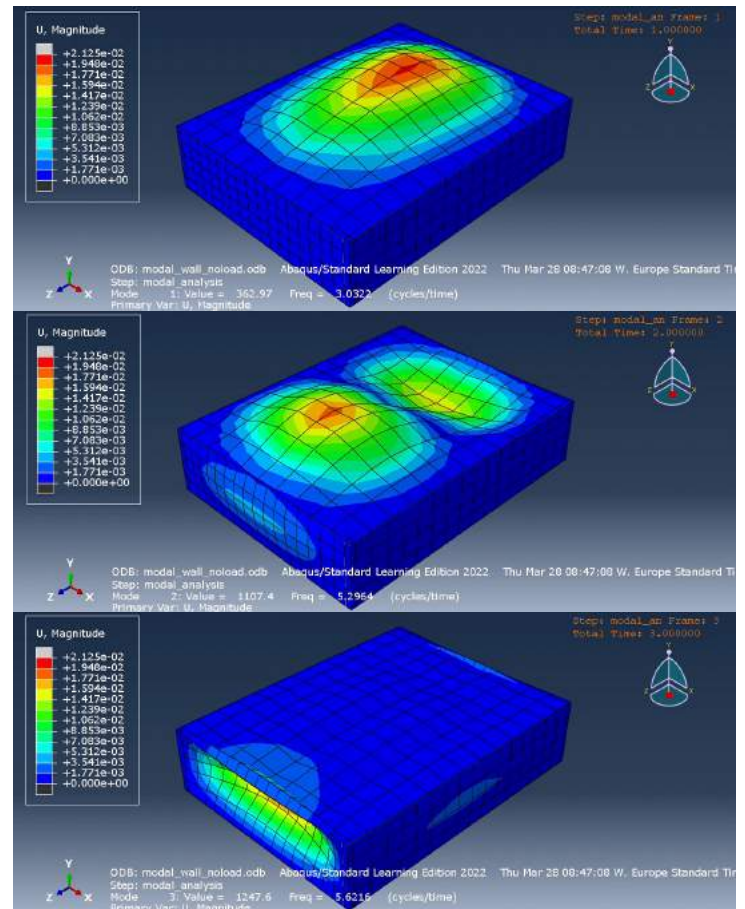 U, Magnitude
+2.125e-02
+1.948e-02
+1.771e-02
+1.594e-02
+1.417e-02
+1.239e-02
+1.062e-02
+8.853e-03
+7.083e-03
+5.312e-03
+3.541e-03
+1.771e-03
+0.000e+00
Step: modal_an Frame: 1
Total Time: 1.000000
Y
Z X
Y
Z X
ODB: modal_wall_noload.odb Abaqus/Standard Learning Edition 2022 Thu Mar 28 08:47:08 W. Europe Standard Ti
Step: modal_analysis
Mode 1: Value = 362.97 Freq = 3.0322 (cycles/time)
Primary Var: U, Magnitude
U, Magnitude
+2.125e-02
+1.948e-02
+1.771e-02
+1.594e-02
+1.417e-02
+1.239e-02
+1.062e-02
+8.853e-03
+7.083e-03
+5.312e-03
+3.541e-03
+1.771e-03
+0.000e+00
Step: modal_an Frame: 2
Total Time: 2.000000
Y
Z X
Y
Z X
ODB: modal_wall_noload.odb Abaqus/Standard Learning Edition 2022 Thu Mar 28 08:47:08 W. Europe Standard Ti
Step: modal_analysis
Mode 2: Value = 1107.4 Freq = 5.2964 (cycles/time)
Primary Var: U, Magnitude
U, Magnitude
+2.125e-02
+1.948e-02
+1.771e-02
+1.594e-02
+1.417e-02
+1.239e-02
+1.062e-02
+8.853e-03
+7.083e-03
+5.312e-03
+3.541e-03
+1.771e-03
+0.000e+00
Step: modal_an Frame: 3
Total Time: 3.000000
Y
Z X
Y
Z X
ODB: modal_wall_noload.odb Abaqus/Standard Learning Edition 2022 Thu Mar 28 08:47:08 W. Europe Standard Ti
Step: modal_analysis
Mode 3: Value = 1247.6 Freq = 5.6216 (cycles/time)
Primary Var: U, Magnitude